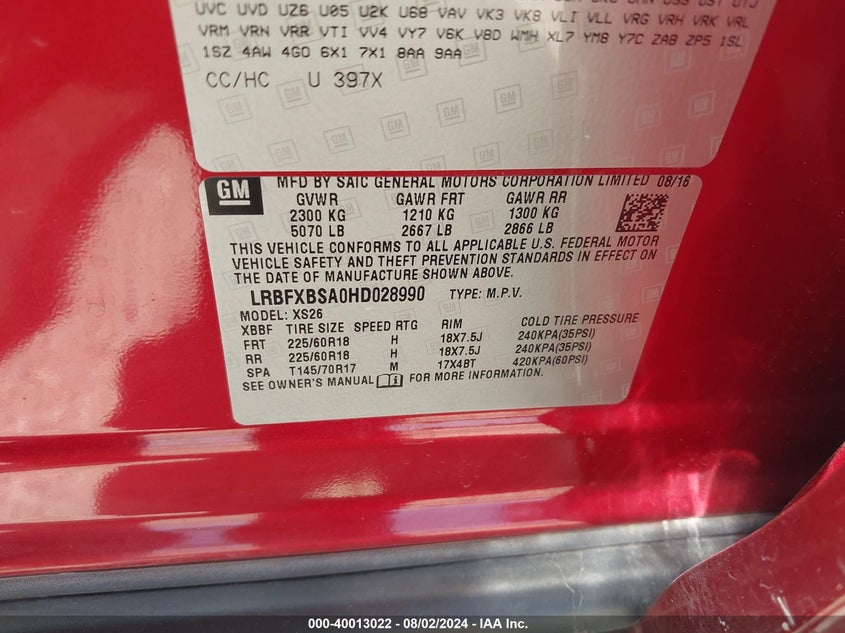 UVC UVD UZ6 U05 U2K U68 VAV VK3 VK8 VLI VLL VRG VRH VRK VRL
VRM VRN VRR VTI VV4 VY7 V6K V8D WMH XL7 YM8 Y7C ZAB ZP5 1SL
1SZ 4AW 4G0 6X1 7X1 8AA 9AA
CC/HC U 397X
GM MFD BY SAIC GENERAL MOTORS CORPORATION LIMITED 08/16
GVWR GAWR FRT GAWR RR
2300 KG 1210 KG 1300 KG
5070 LB 2667 LB 2866 LB
THIS VEHICLE CONFORMS TO ALL APPLICABLE U.S. FEDERAL MOTOR
VEHICLE SAFETY AND THEFT PREVENTION STANDARDS IN EFFECT ON
THE DATE OF MANUFACTURE SHOWN ABOVE.
LRBFXBSA0HD028990 TYPE: M.P.V.
MODEL: XS26
XBBF TIRE SIZE SPEED RTG RIM COLD TIRE PRESSURE
FRT 225/60R18 H 18X7.5J 240KPA(35PSI)
RR 225/60R18 H 18X7.5J 240KPA(35PSI)
SPA T145/70R17 M 17X4BT 420KPA(60PSI)
SEE OWNER'S MANUAL FOR MORE INFORMATION.
000-40013022 - 08/02/2024 - IAA Inc.